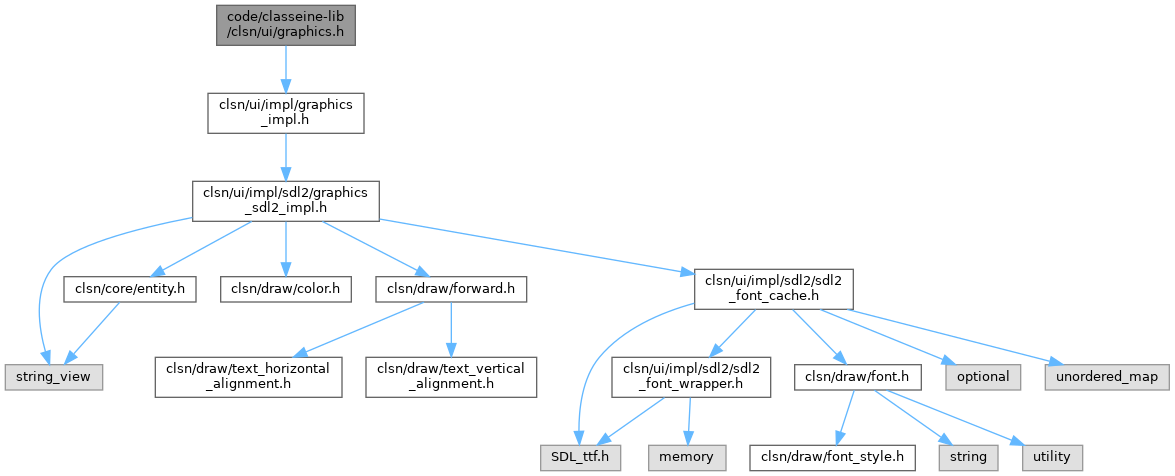 code/classeine-lib
/clsn/ui/graphics.h
clsn/ui/impl/graphics
_impl.h
clsn/ui/impl/sdl2/graphics
_sdl2_impl.h
clsn/core/entity.h
clsn/draw/color.h
clsn/draw/forward.h
clsn/ui/impl/sdl2/sdl2
_font_cache.h
string_view
clsn/draw/text_horizontal
_alignment.h
clsn/draw/text_vertical
_alignment.h
clsn/ui/impl/sdl2/sdl2
_font_wrapper.h
clsn/draw/font.h
optional
unordered_map
SDL_ttf.h
memory
clsn/draw/font_style.h
string
utility